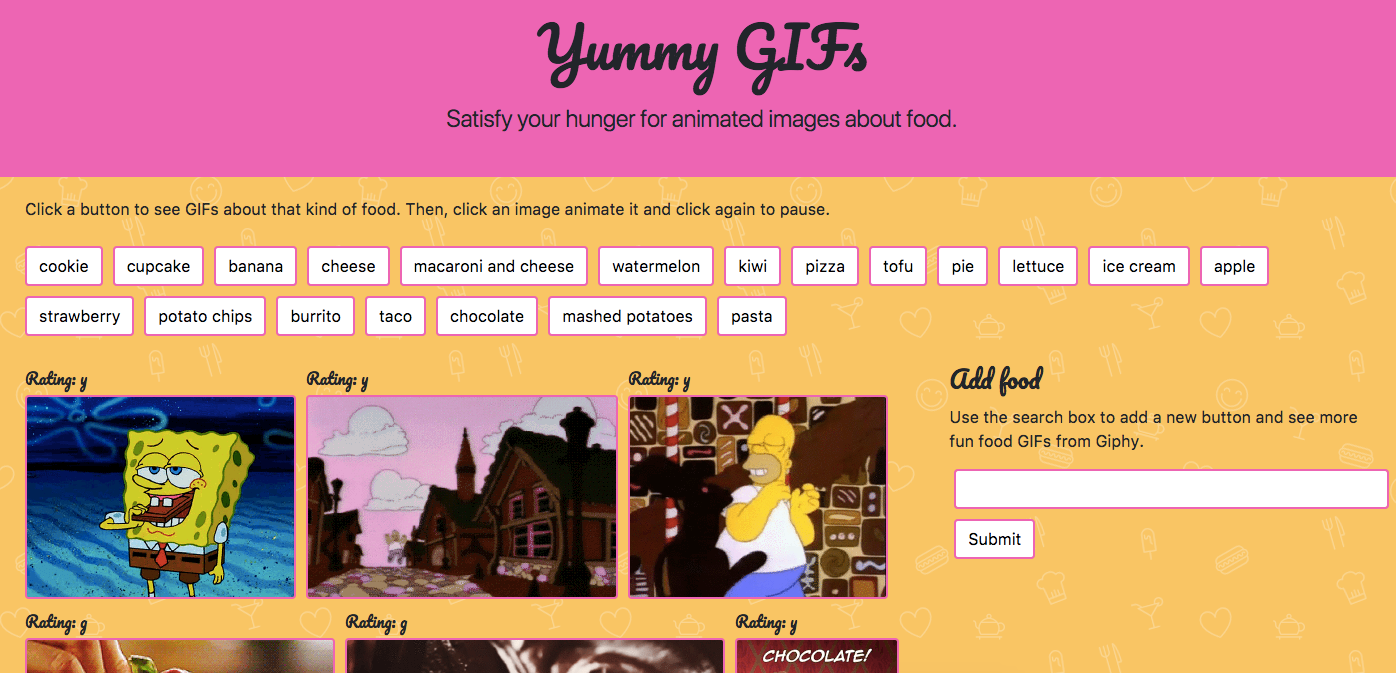 Yummy GIFs
Satisfy your hunger for animated images about food.
Click a button to see GIFs about that kind of food. Then, click an image animate it and click again to pause.
cookie cupcake banana cheese macaroni and cheese watermelon kiwi pizza tofu pie lettuce ice cream apple
strawberry potato chips burrito taco chocolate mashed potatoes pasta
Rating: y Rating: y Rating: y
Add food
Use the search box to add a new button and see more
fun food GIFs from Giphy.
Submit
Rating: g Rating: g Rating: y
CHOCOLATE!